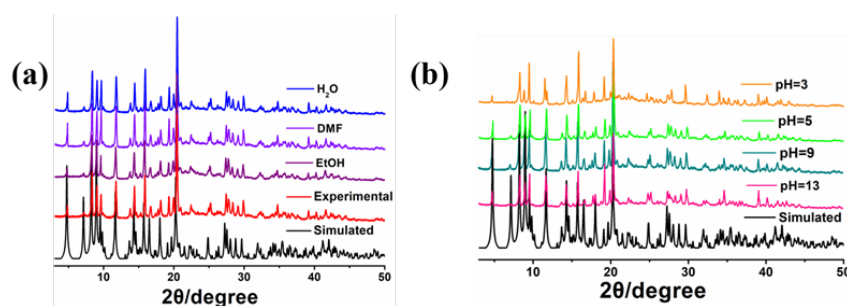 (a)
H₂O
DMF
EtOH
Experimental
Simulated
10 20 30 40 50
2θ/degree
(b)
pH=3
pH=5
pH=9
pH=13
Simulated
10 20 30 40 50
2θ/degree